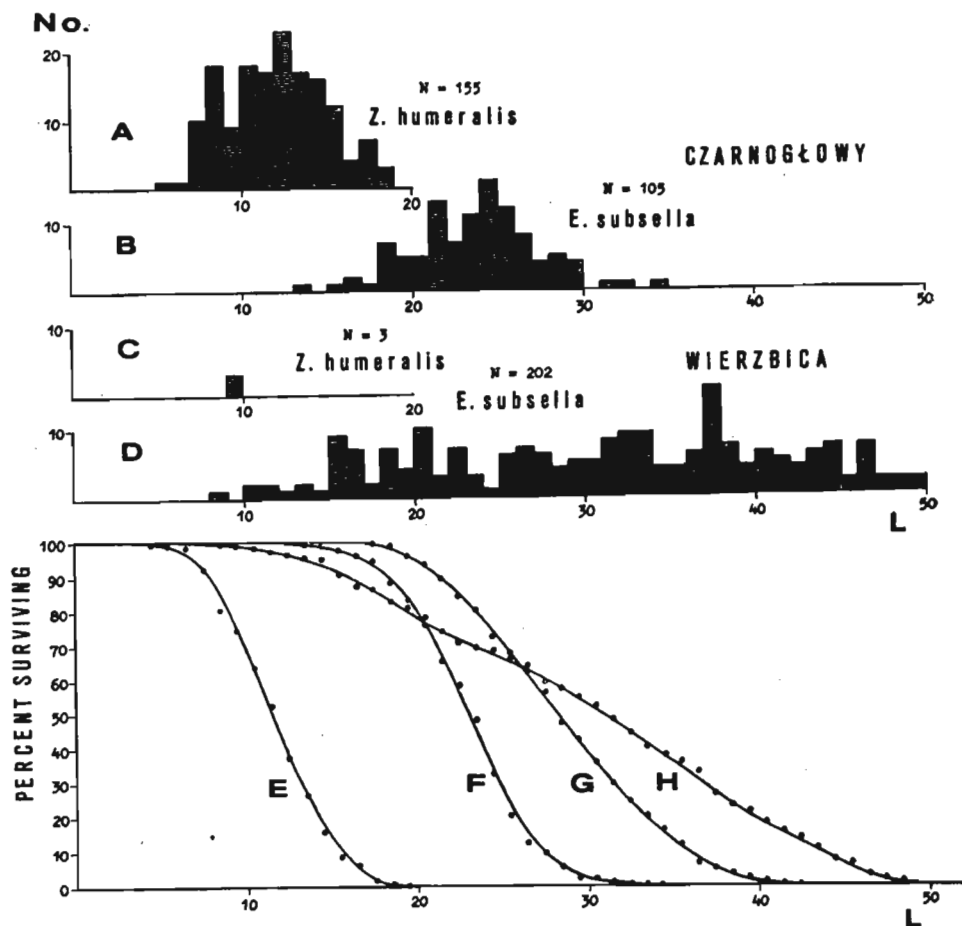 No.
20
10
A
N = 155
Z. humeralis
10
20
CZARNOGŁOWY
10
B
N = 105
E. subsella
10
20
30
40
50
10
C
N = 3
Z. humeralis
10
20
WIERZBICA
10
D
N = 202
E. subsella
10
20
30
40
50
L
PERCENT SURVIVING
100
90
80
70
60
50
40
30
20
10
0
E
F
G
H
10
20
30
40
50
L